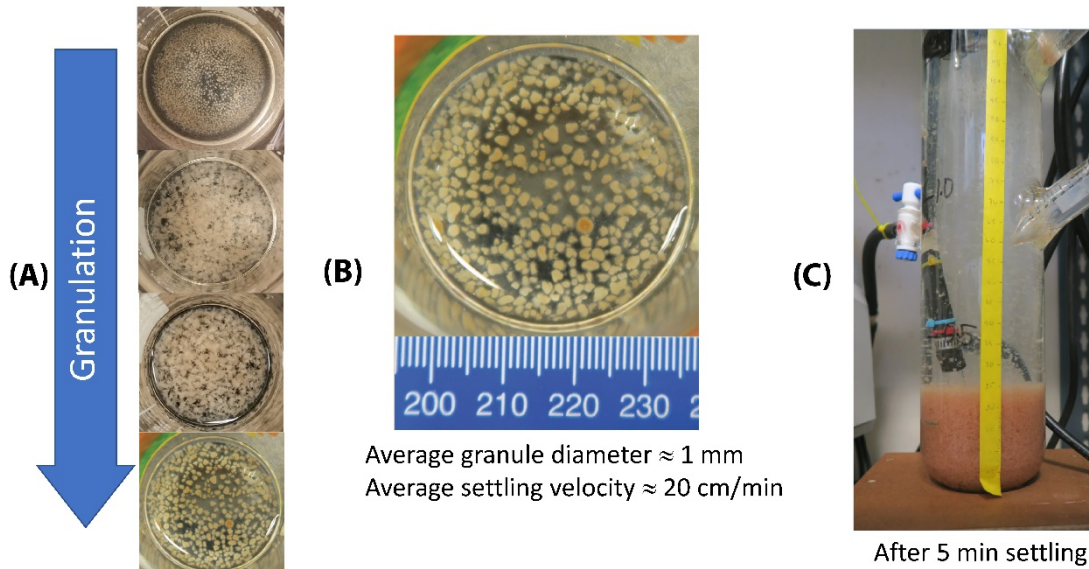 (A)
Granulation
(B)
200 210 220 230
Average granule diameter ≈ 1 mm
Average settling velocity ≈ 20 cm/min
(C)
After 5 min settling